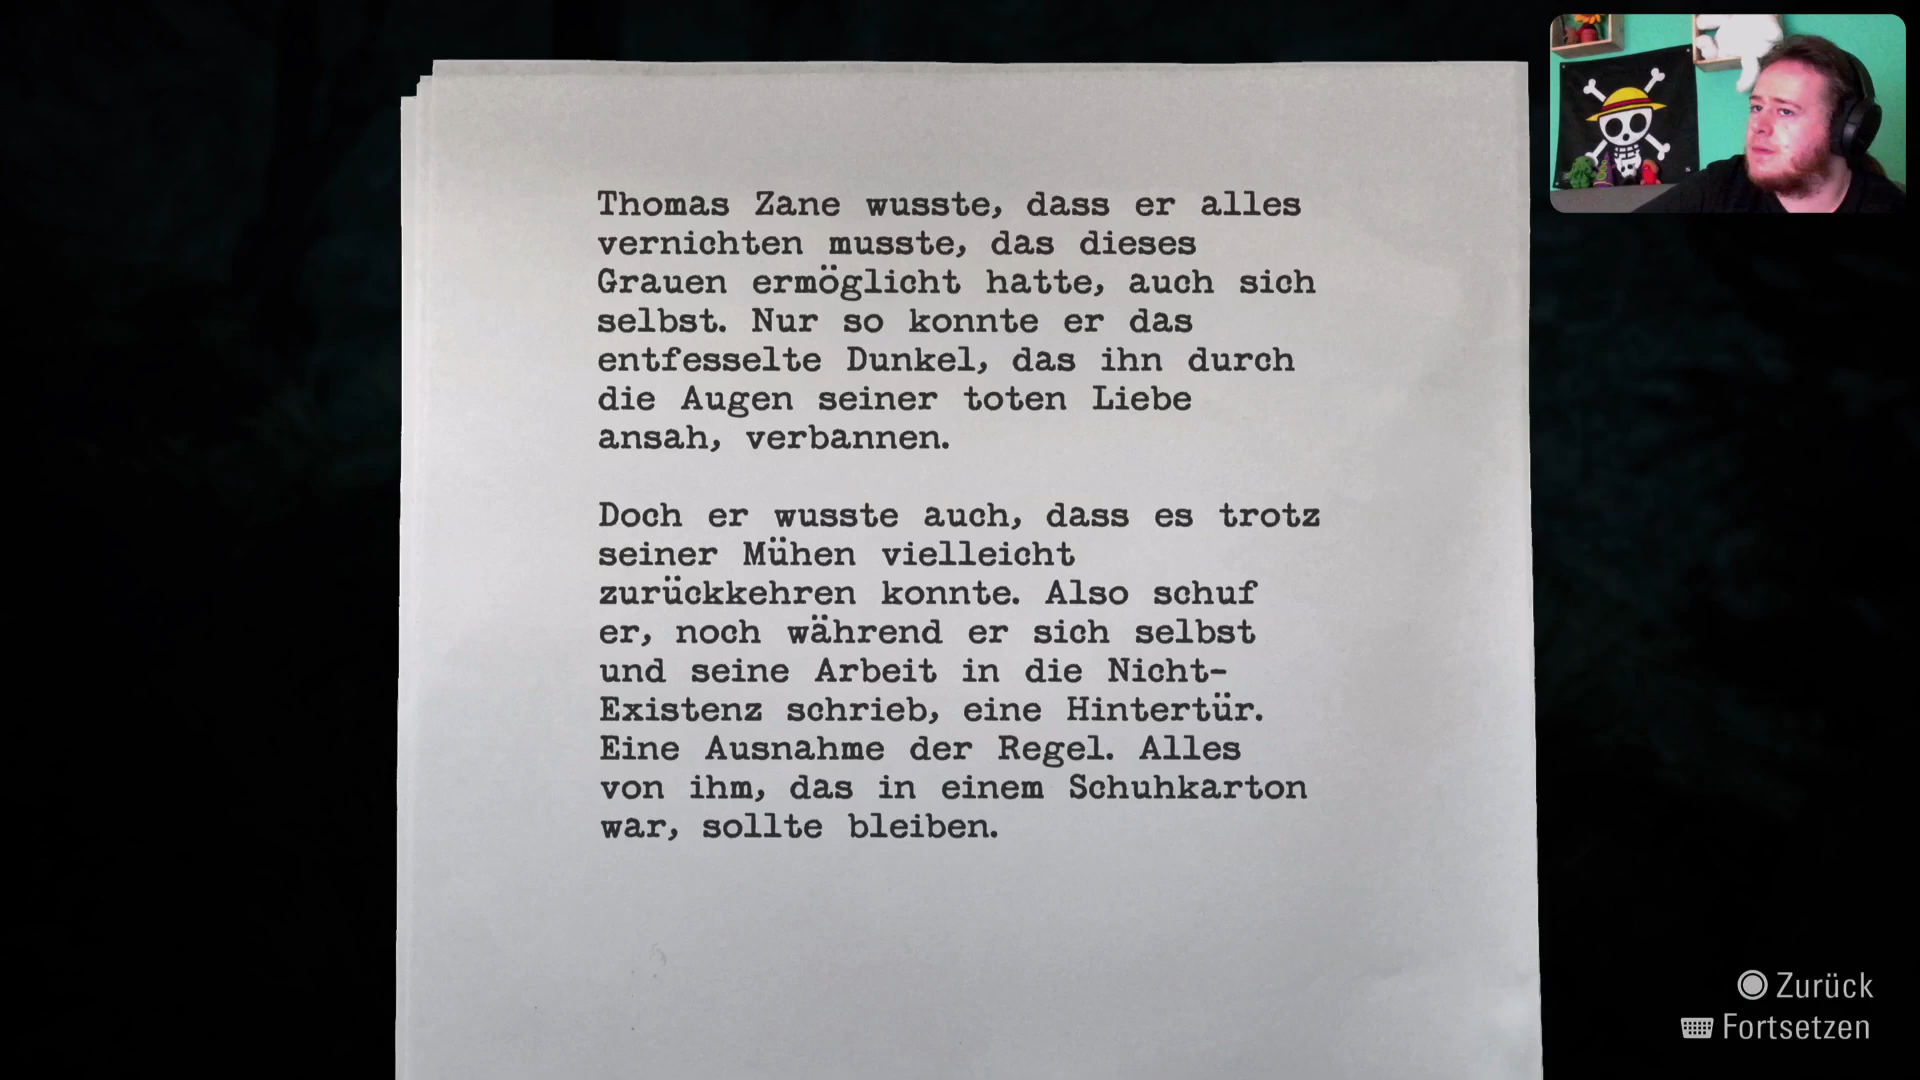 Thomas Zane wusste, dass er alles
vernichten musste, das dieses
Grauen ermöglicht hatte, auch sich
selbst. Nur so konnte er das
entfesselte Dunkel, das ihn durch
die Augen seiner toten Liebe
ansah, verbannen.
Doch er wusste auch, dass es trotz
seiner Mühen vielleicht
zurückkehren konnte. Also schuf
er, noch während er sich selbst
und seine Arbeit in die Nicht-
Existenz schrieb, eine Hintertür.
Eine Ausnahme der Regel. Alles
von ihm, das in einem Schuhkarton
war, sollte bleiben.
Zurück
Fortsetzen